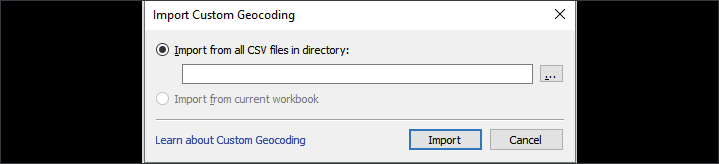 Import Custom Geocoding
Import from all CSV files in directory:
...
Import from current workbook
Learn about Custom Geocoding
Import
Cancel